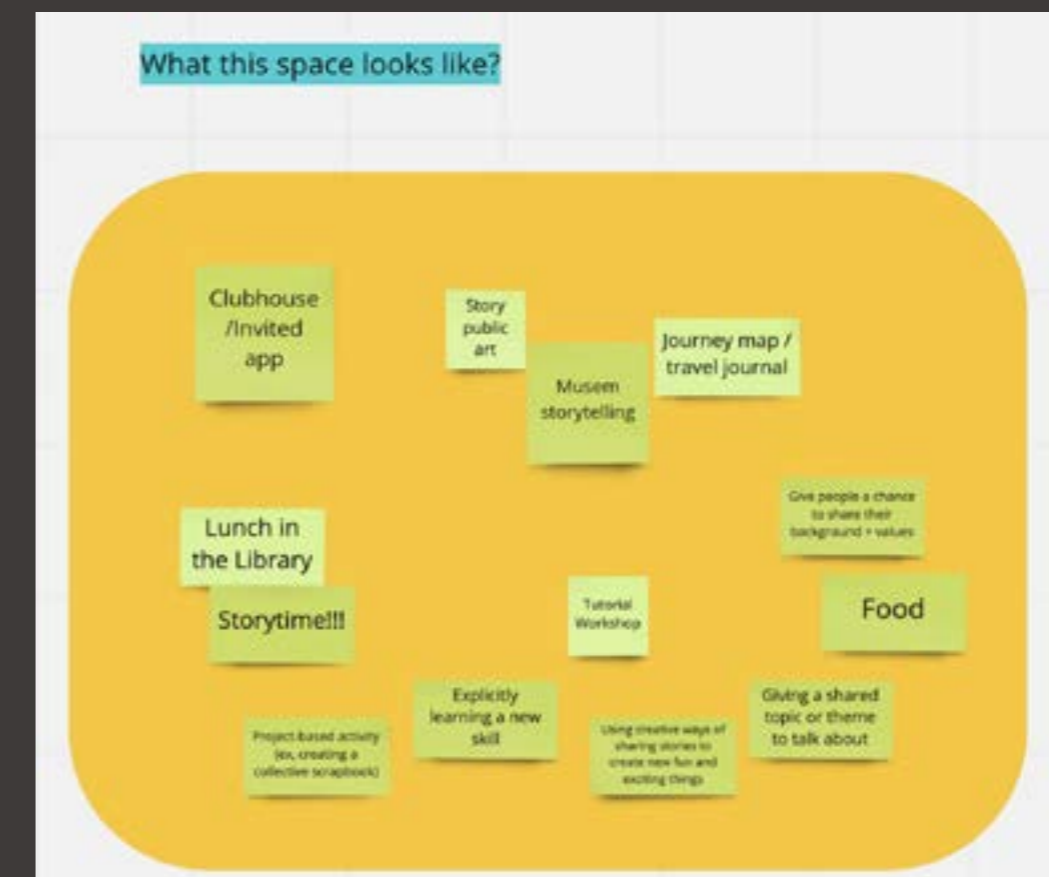 What this space looks like?
Clubhouse
/Invited
app
Story
public
art
Musem
storytelling
Journey map /
travel journal
Give people a chance
to share their
background + values
Lunch in
the Library
Storytime!!!
Tutorial
Workshop
Food
Project-based activity
(ex, creating a
collective scrapbook)
Explicitly
learning a new
skill
Using creative ways of
sharing stories to
create new fun and
exciting things
Giving a shared
topic or theme
to talk about